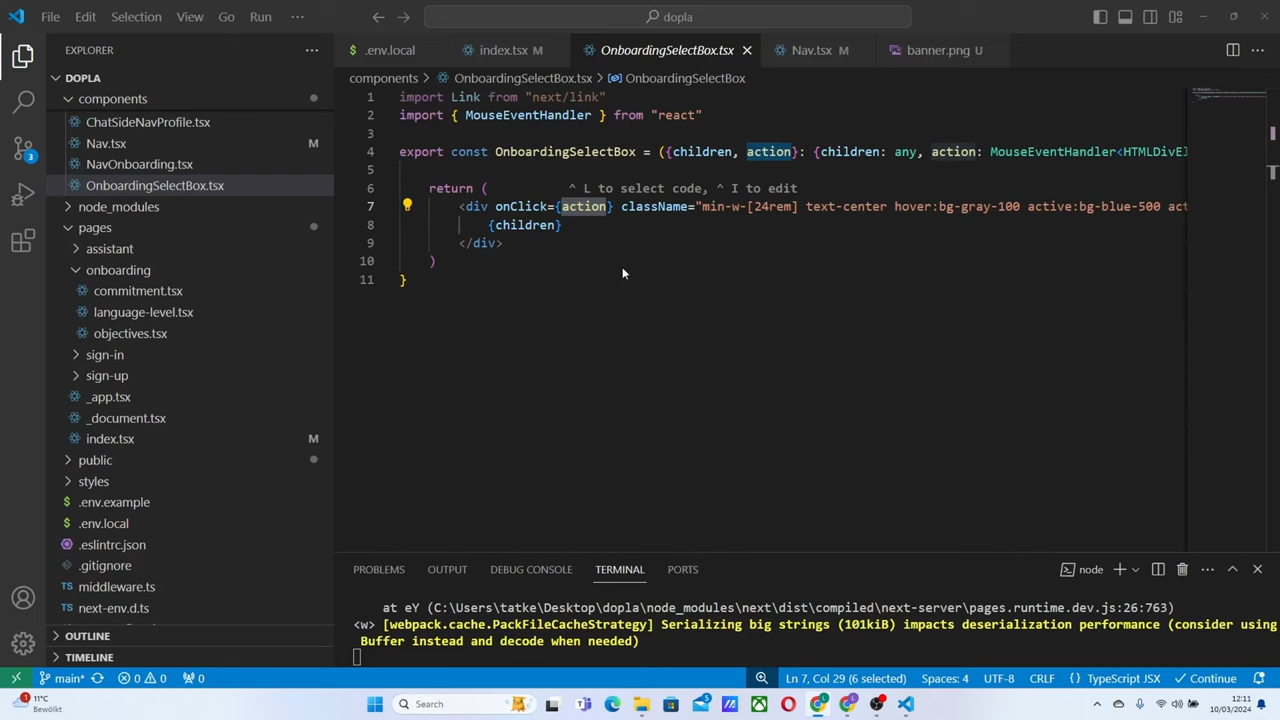 File Edit Selection View Go Run ···
dopla
EXPLORER
.env.local
index.tsx M
OnboardingSelectBox.tsx
Nav.tsx M
banner.png U
DOPLA
components > OnboardingSelectBox.tsx > OnboardingSelectBox
components
ChatSideNavProfile.tsx
Nav.tsx M
NavOnboarding.tsx
OnboardingSelectBox.tsx
node_modules
pages
assistant
onboarding
commitment.tsx
language-level.tsx
objectives.tsx
sign-in
sign-up
_app.tsx
_document.tsx
index.tsx M
public
styles
$ .env.example
$ .env.local
.eslintrc.json
.gitignore
TS middleware.ts
TS next-env.d.ts
OUTLINE
TIMELINE
1 import Link from "next/link"
2 import { MouseEventHandler } from "react"
3
4 export const OnboardingSelectBox = ({children, action}: {children: any, action: MouseEventHandler<HTMLDivEl
5
6 return ( ^ L to select code, ^ I to edit
7 <div onClick={action} className="min-w-[24rem] text-center hover:bg-gray-100 active:bg-blue-500 act
8 {children}
9 </div>
10 )
11 }
PROBLEMS OUTPUT DEBUG CONSOLE TERMINAL PORTS
node
at eY (C:\Users\tatke\Desktop\dopla\node_modules\next\dist\compiled\next-server\pages.runtime.dev.js:26:763)
<w> [webpack.cache.PackFileCacheStrategy] Serializing big strings (101kiB) impacts deserialization performance (consider using
Buffer instead and decode when needed)
3
main* 0 0 0
Ln 7, Col 29 (6 selected) Spaces: 4 UTF-8 CRLF {} TypeScript JSX Continue
1
11°C
Bewölkt
Search
12:11
10/03/2024